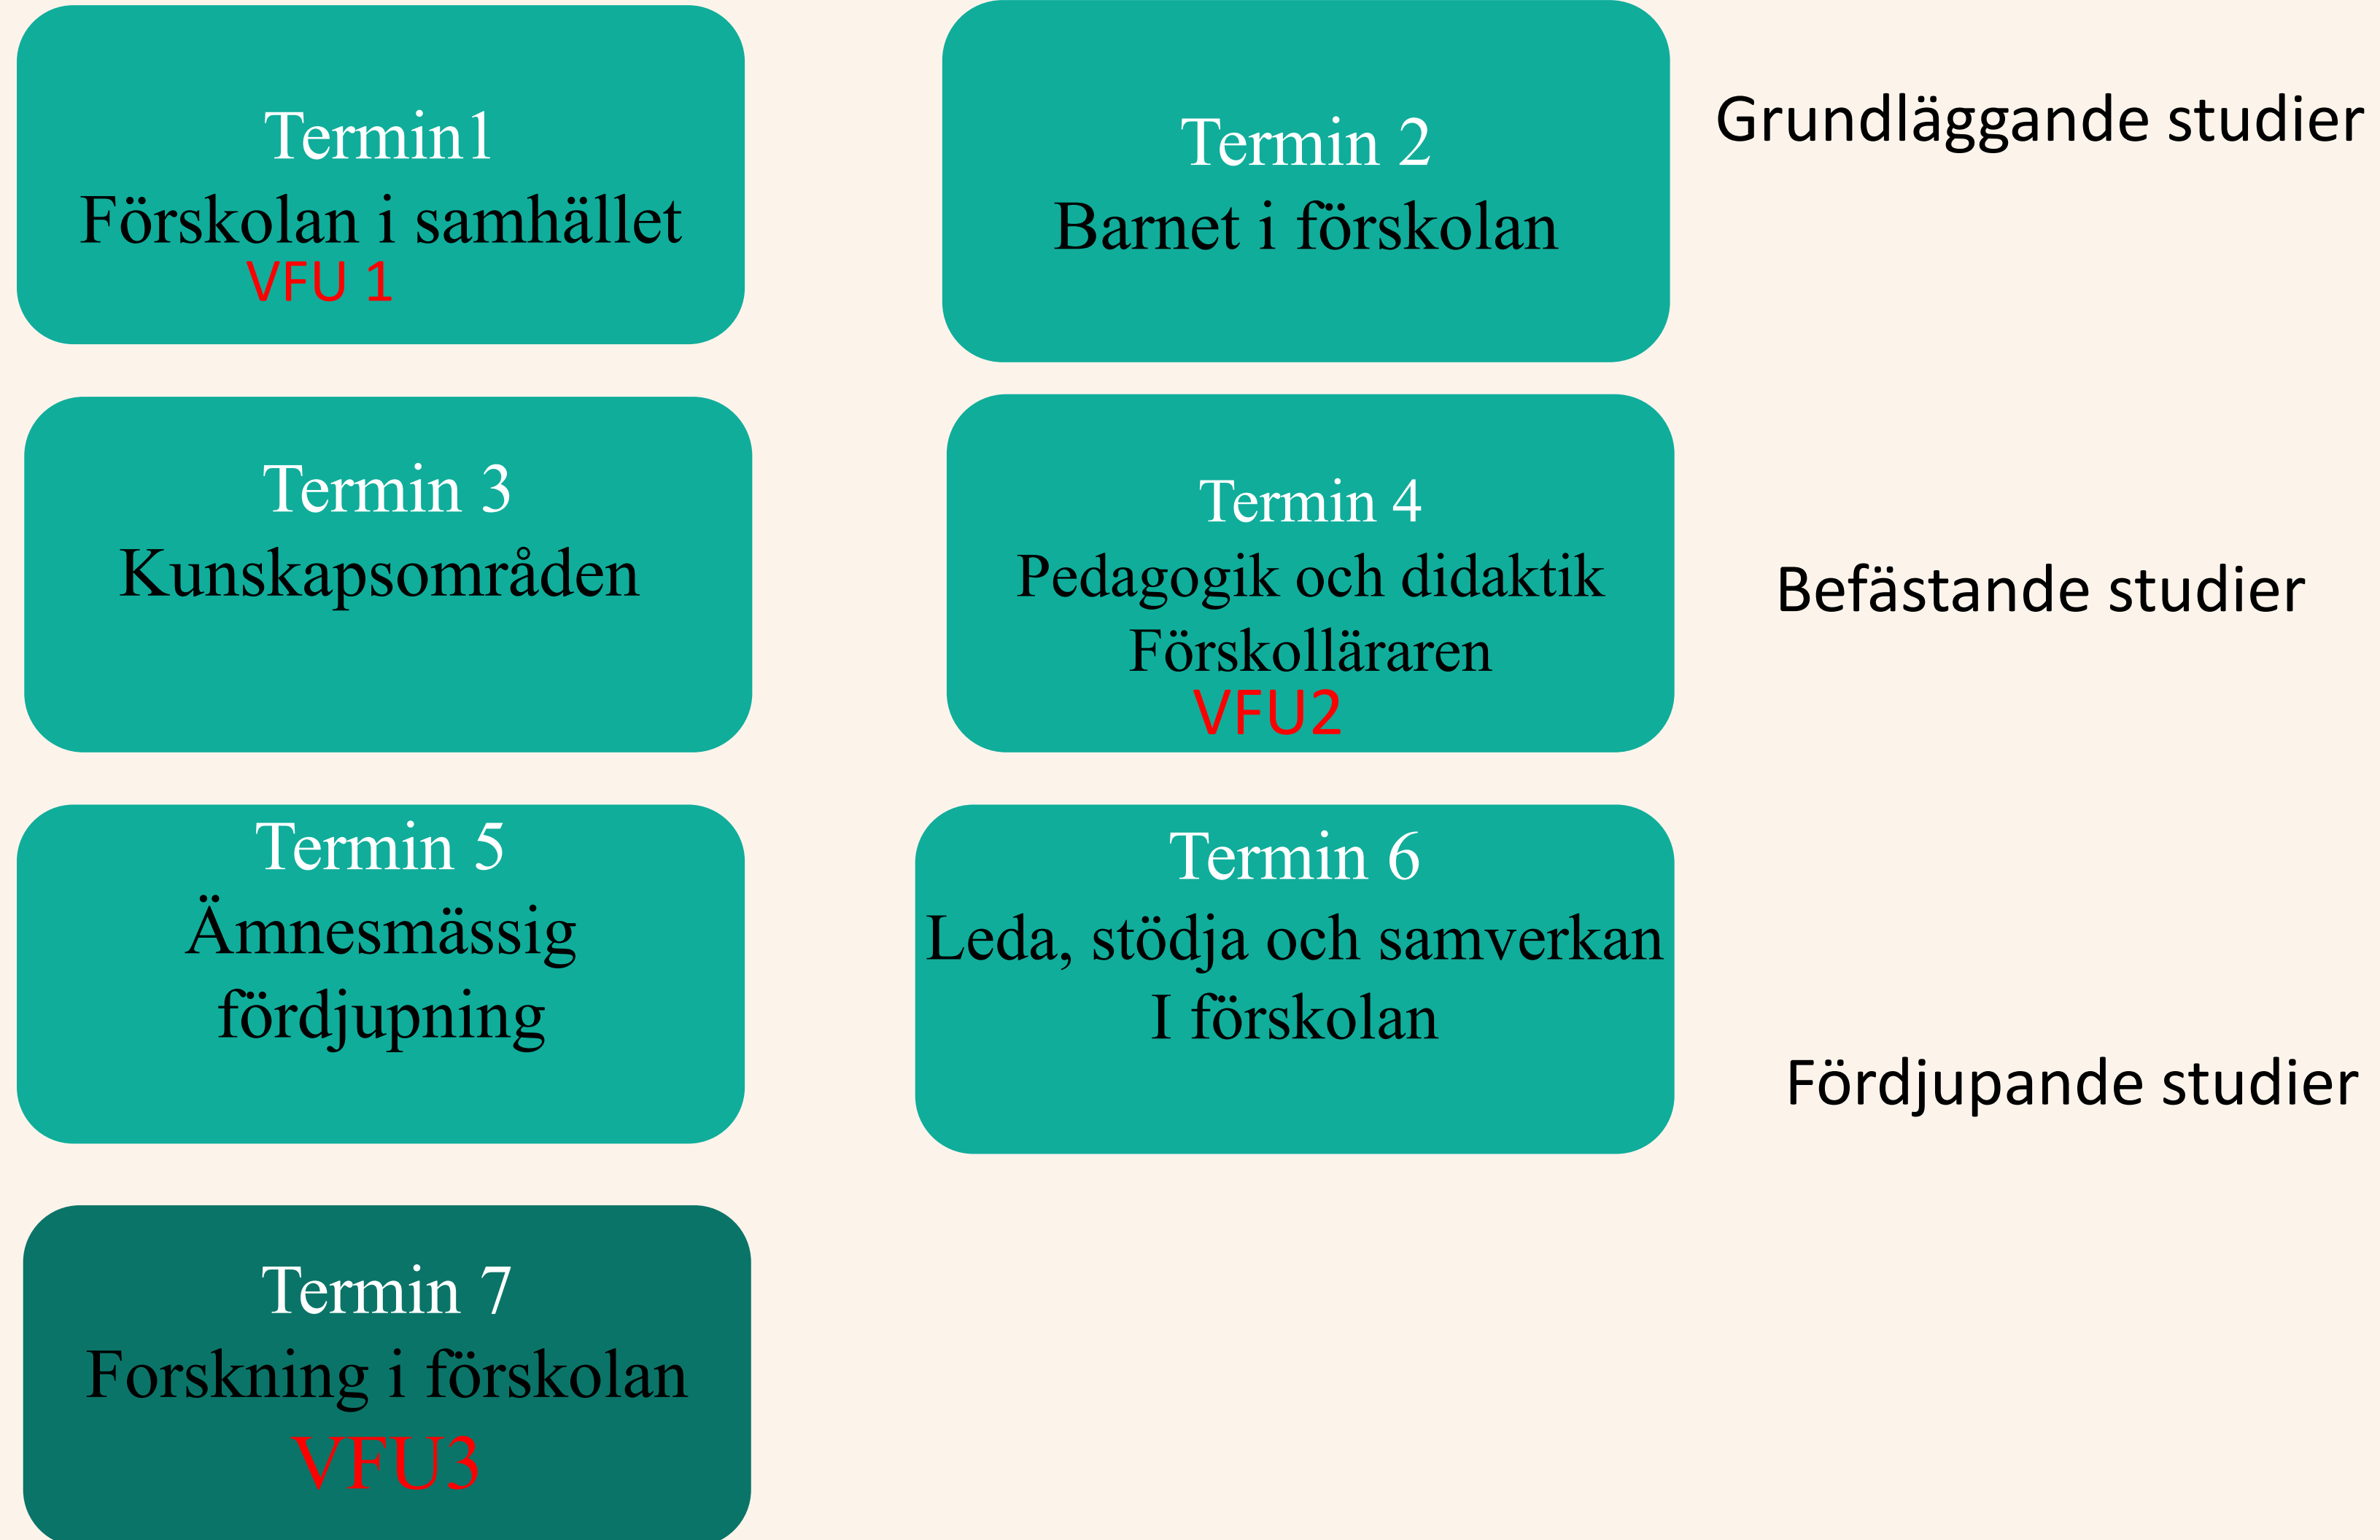 Termin1
Förskolan i samhället
VFU 1
Termin 2
Barnet i förskolan
Grundläggande studier
Termin 3
Kunskapsområden
Termin 4
Pedagogik och didaktik
Förskolläraren
VFU2
Befästande studier
Termin 5
Ämnesmässig
fördjupning
Termin 6
Leda, stödja och samverkan
I förskolan
Fördjupande studier
Termin 7
Forskning i förskolan
VFU3